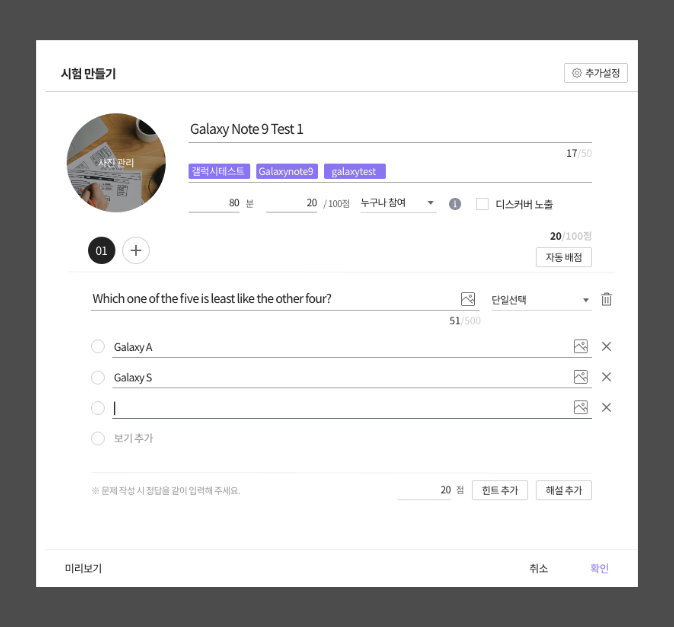 시험 만들기
추가설정
사진 관리
Galaxy Note 9 Test 1
17/50
갤럭시테스트 Galaxynote9 galaxytest
80 분 20 / 100점 누구나 참여 i 디스커버 노출
20/100점
01
자동 배점
Which one of the five is least like the other four?
단일선택
51/500
Galaxy A
Galaxy S
보기 추가
※ 문제 작성 시 정답을 같이 입력해 주세요.
20 점 힌트 추가 해설 추가
미리보기 취소 확인